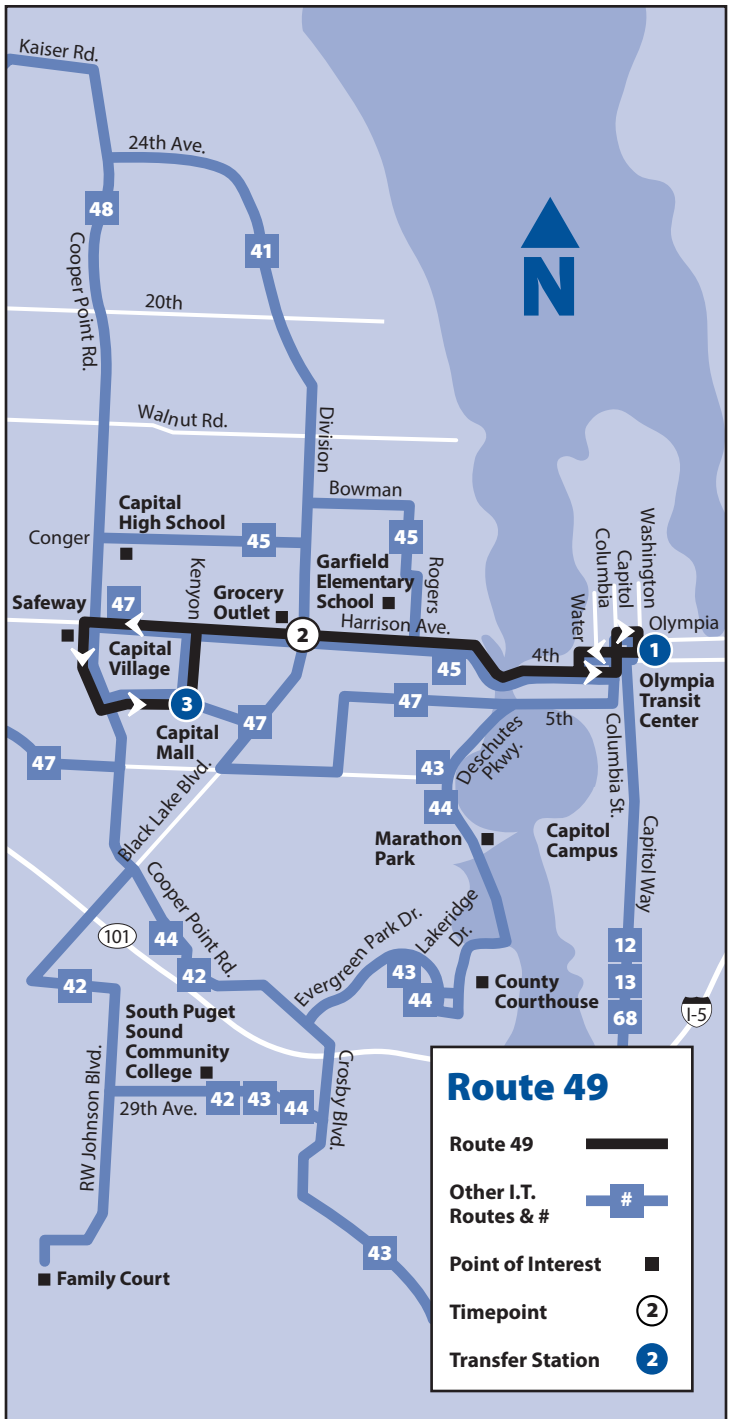 Kaiser Rd.
24th Ave.
48
41
Cooper Point Rd.
N
20th
Walnut Rd.
Division
Bowman
Capital
High School
Conger
45
45
Kenyon
Rogers
Garfield
Elementary
School
Grocery
Outlet
Safeway
47
Capital
Village
2
Harrison Ave.
45
Water
Columbia
Capitol
Washington
Olympia
4th
1
Olympia
Transit
Center
3
Capital
Mall
47
47
5th
47
43
Deschutes
Pkwy.
44
Columbia St.
Black Lake Blvd.
Marathon
Park
Capitol
Campus
Capitol Way
Cooper Point Rd.
101
44
42
42
Evergreen Park Dr.
Lakeridge
Dr.
43
44
County
Courthouse
12
13
68
I-5
South Puget
Sound
Community
College
RW Johnson Blvd.
29th Ave.
42
43
44
Crosby Blvd.
43
Family Court
Route 49
Route 49
Other I.T.
Routes & #
#
Point of Interest
Timepoint
2
Transfer Station
2